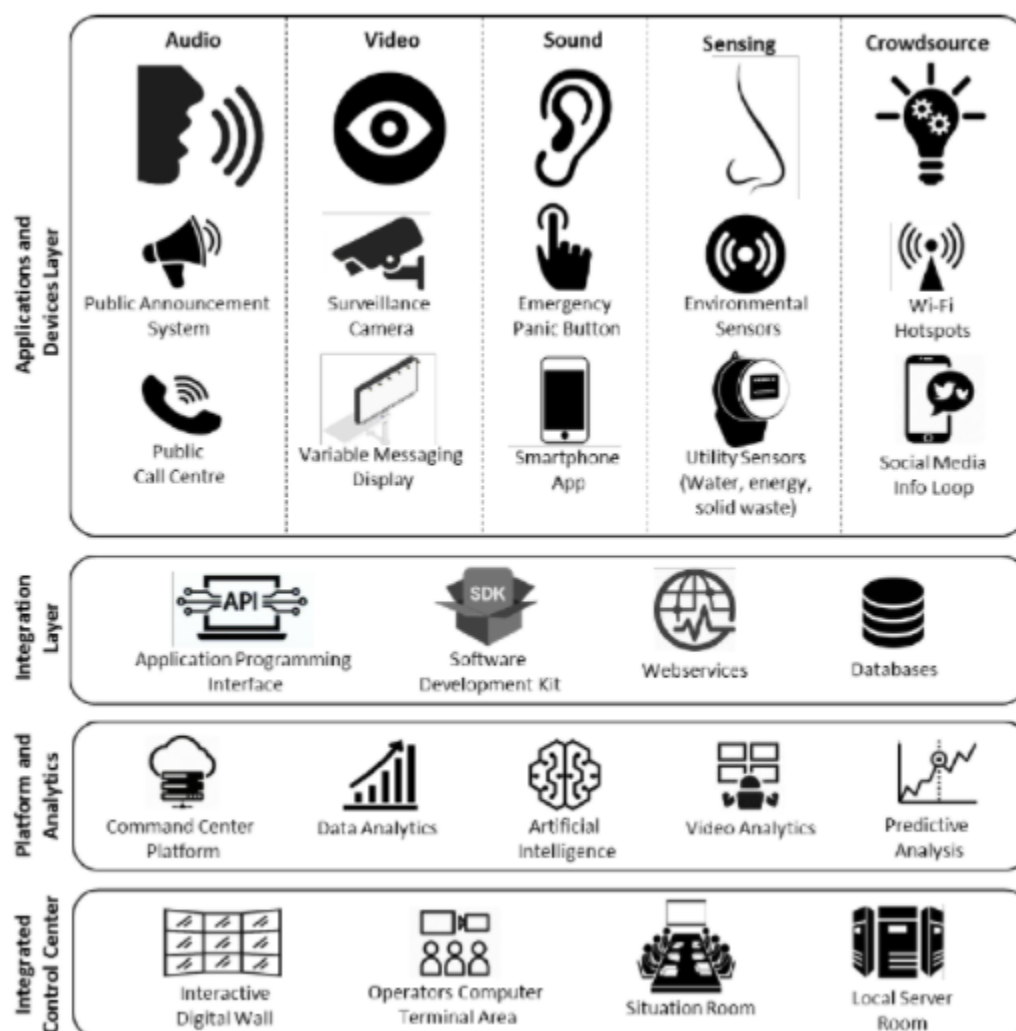 Audio
Video
Sound
Sensing
Crowdsource
Applications and
Devices Layer
Public Announcement
System
Surveillance
Camera
Emergency
Panic Button
Environmental
Sensors
Wi-Fi
Hotspots
Public
Call Centre
Variable Messaging
Display
Smartphone
App
Utility Sensors
(Water, energy,
solid waste)
Social Media
Info Loop
Integration
Layer
API
Application Programming
Interface
SDK
Software
Development Kit
Webservices
Databases
Platform and
Analytics
Command Center
Platform
Data Analytics
Artificial
Intelligence
Video Analytics
Predictive
Analysis
Integrated
Control Center
Interactive
Digital Wall
Operators Computer
Terminal Area
Situation Room
Local Server
Room